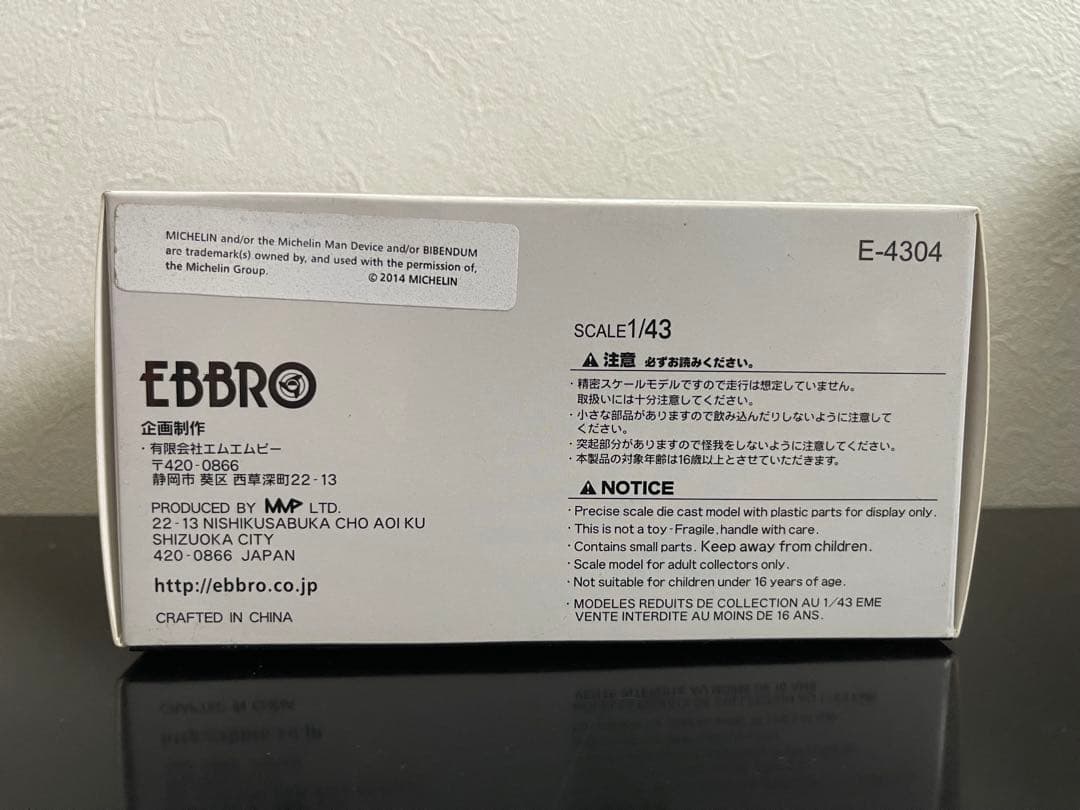 MICHELIN and/or the Michelin Man Device and/or BIBENDUM
are trademark(s) owned by, and used with the permission of,
the Michelin Group.
© 2014 MICHELIN
E-4304
EBBRO
企画制作
・有限会社エムエムピー
〒420-0866
静岡市 葵区 西草深町22-13
PRODUCED BY MMP LTD.
22-13 NISHIKUSABUKA CHO AOI KU
SHIZUOKA CITY
420-0866 JAPAN
http://ebbro.co.jp
CRAFTED IN CHINA
SCALE1/43
注意 必ずお読みください。
・精密スケールモデルですので走行は想定していません。
取扱いには十分注意してください。
・小さな部品がありますので飲み込んだりしないように注意して
ください。
・突起部分がありますので怪我をしないように注意してください。
・本製品の対象年齢は16歳以上とさせていただきます。
NOTICE
・Precise scale die cast model with plastic parts for display only.
・This is not a toy-Fragile, handle with care.
・Contains small parts. Keep away from children.
・Scale model for adult collectors only.
・Not suitable for children under 16 years of age.
・MODELES REDUITS DE COLLECTION AU 1/43 EME
VENTE INTERDITE AU MOINS DE 16 ANS.